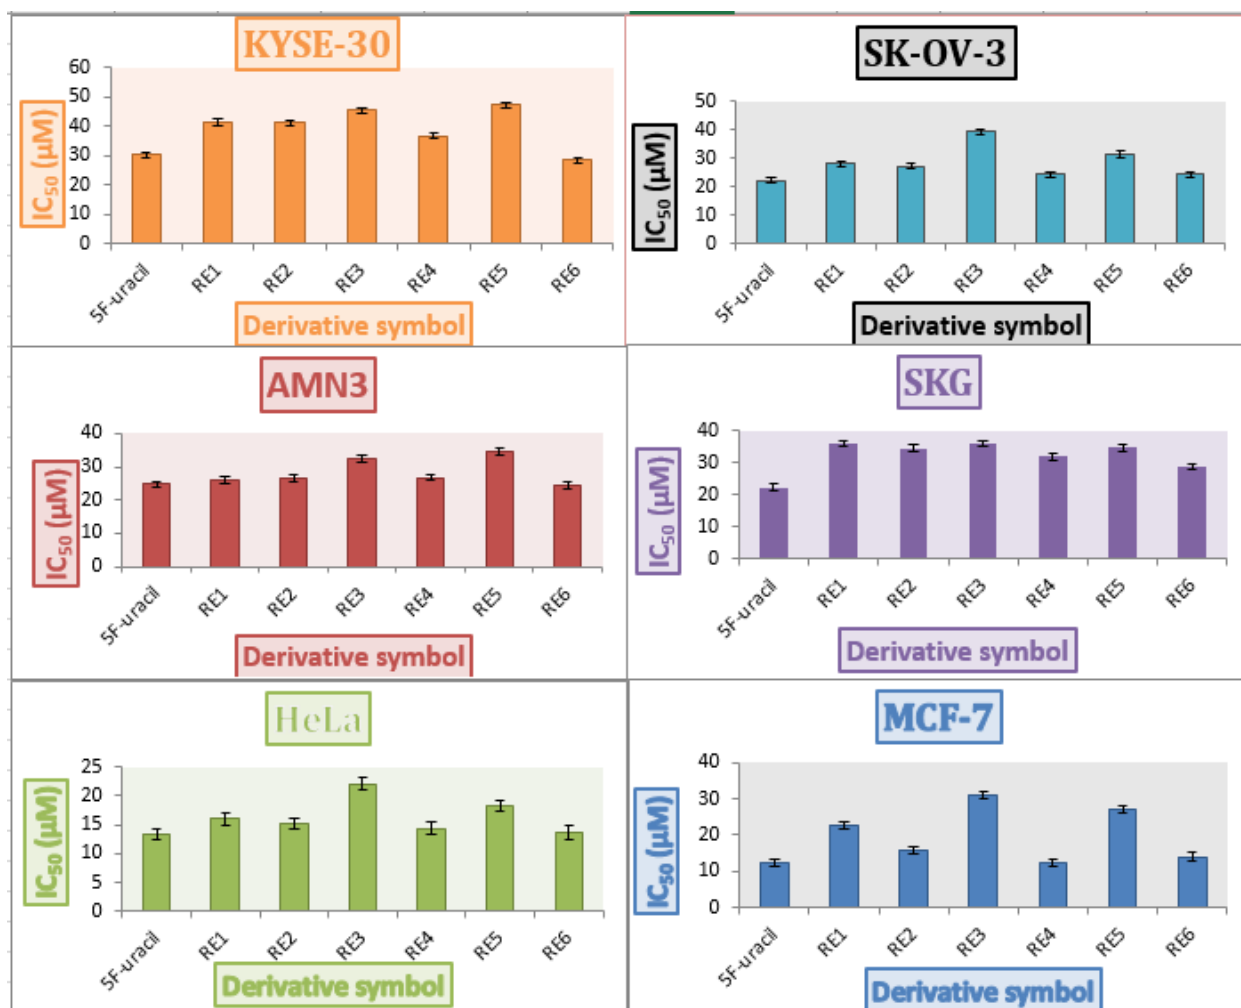 KYSE-30
60
50
40
30
20
10
0
IC₅₀ (µM)
5F-uracil RE1 RE2 RE3 RE4 RE5 RE6
Derivative symbol
SK-OV-3
50
40
30
20
10
0
IC₅₀ (µM)
5F-uracil RE1 RE2 RE3 RE4 RE5 RE6
Derivative symbol
AMN3
40
30
20
10
0
IC₅₀ (µM)
5F-uracil RE1 RE2 RE3 RE4 RE5 RE6
Derivative symbol
SKG
40
30
20
10
0
IC₅₀ (µM)
5F-uracil RE1 RE2 RE3 RE4 RE5 RE6
Derivative symbol
HeLa
25
20
15
10
5
0
IC₅₀ (µM)
5F-uracil RE1 RE2 RE3 RE4 RE5 RE6
Derivative symbol
MCF-7
40
30
20
10
0
IC₅₀ (µM)
5F-uracil RE1 RE2 RE3 RE4 RE5 RE6
Derivative symbol